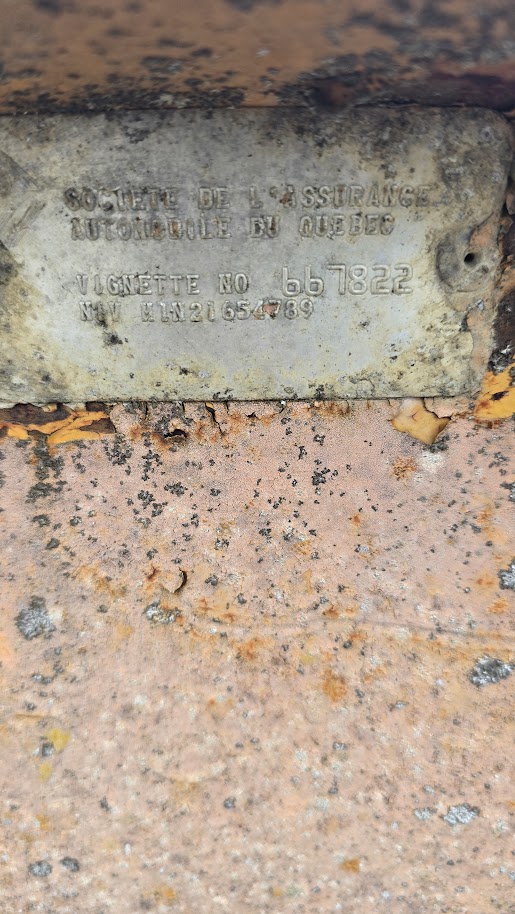 SOCIETE DE L'ASSURANCE
AUTOMOBILE DU QUEBEC
VIGNETTE NO 667822
NIV M1N21654789